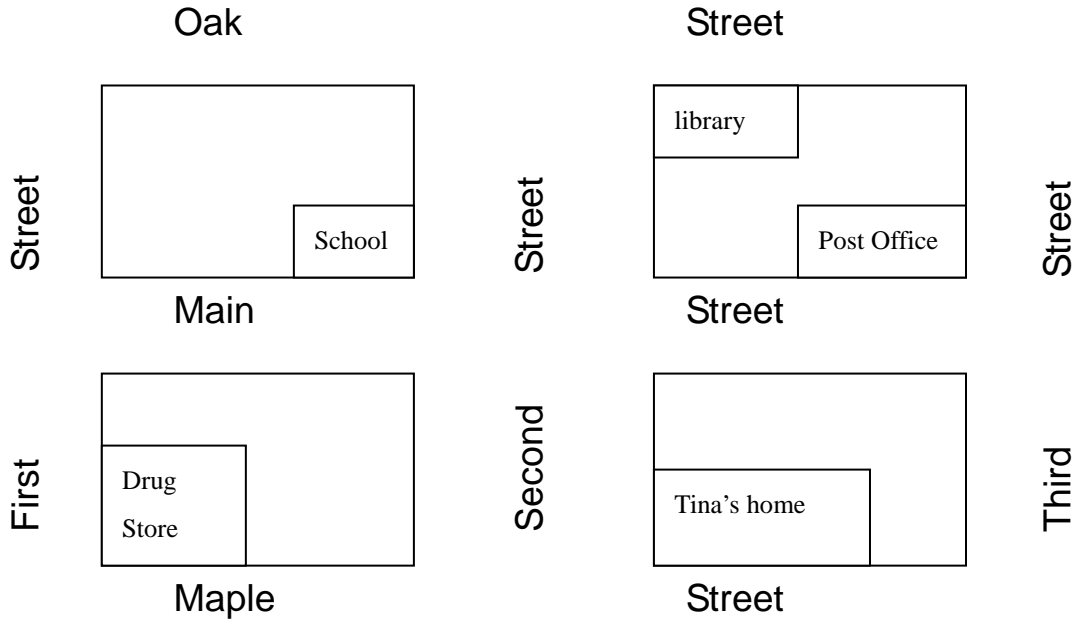 Oak Street
library
Street Street Street
School Post Office
Main Street
First Second Third
Drug
Store
Tina’s home
Maple Street